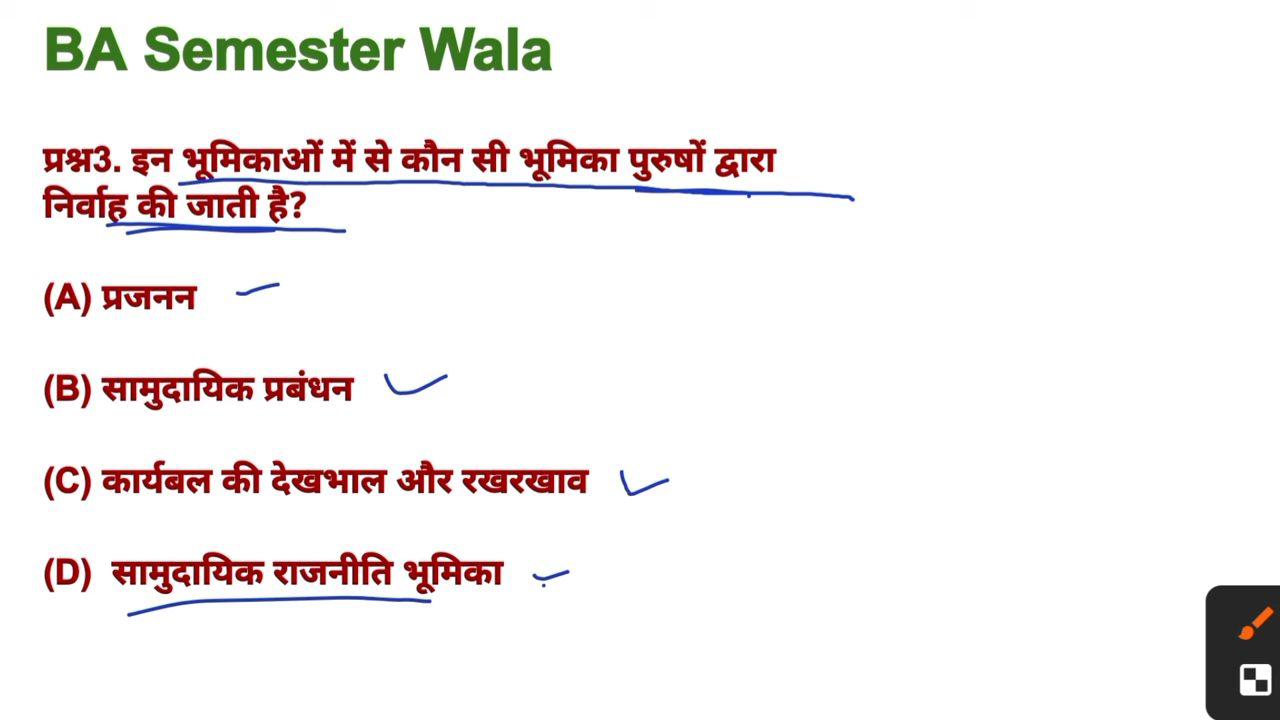 BA Semester Wala
प्रश्न3. इन भूमिकाओं में से कौन सी भूमिका पुरुषों द्वारा
निर्वाह की जाती है?
(A) प्रजनन
(B) सामुदायिक प्रबंधन
(C) कार्यबल की देखभाल और रखरखाव
(D) सामुदायिक राजनीति भूमिका